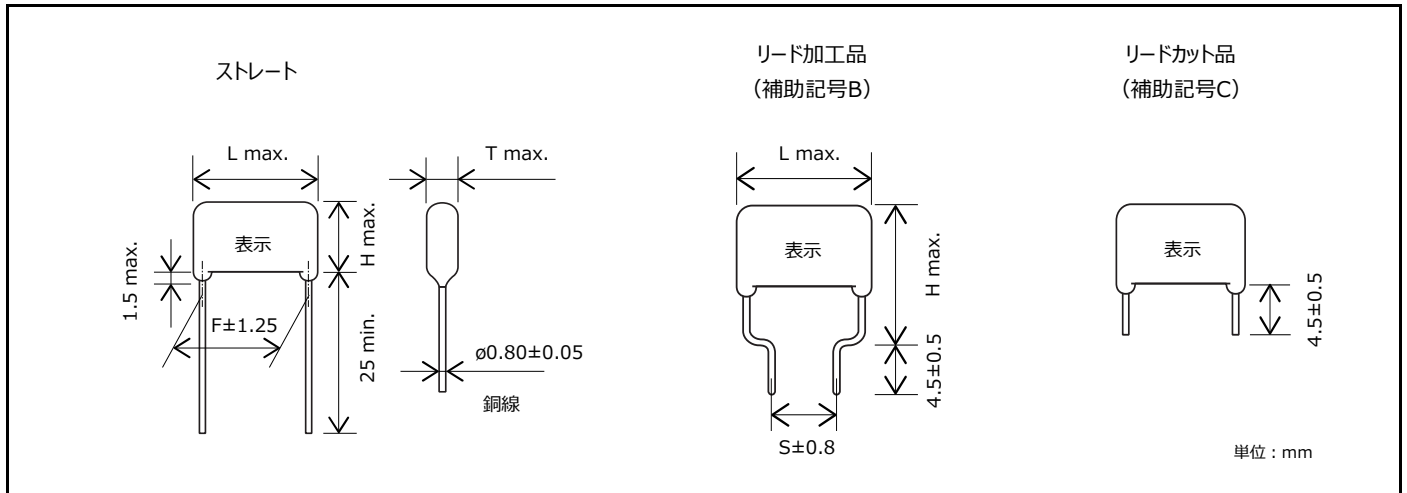 ストレート
L max.
T max.
H max.
表示
1.5 max.
F±1.25
25 min.
ø0.80±0.05
銅線
リード加工品
（補助記号B）
L max.
表示
H max.
4.5±0.5
S±0.8
リードカット品
（補助記号C）
表示
4.5±0.5
単位：mm